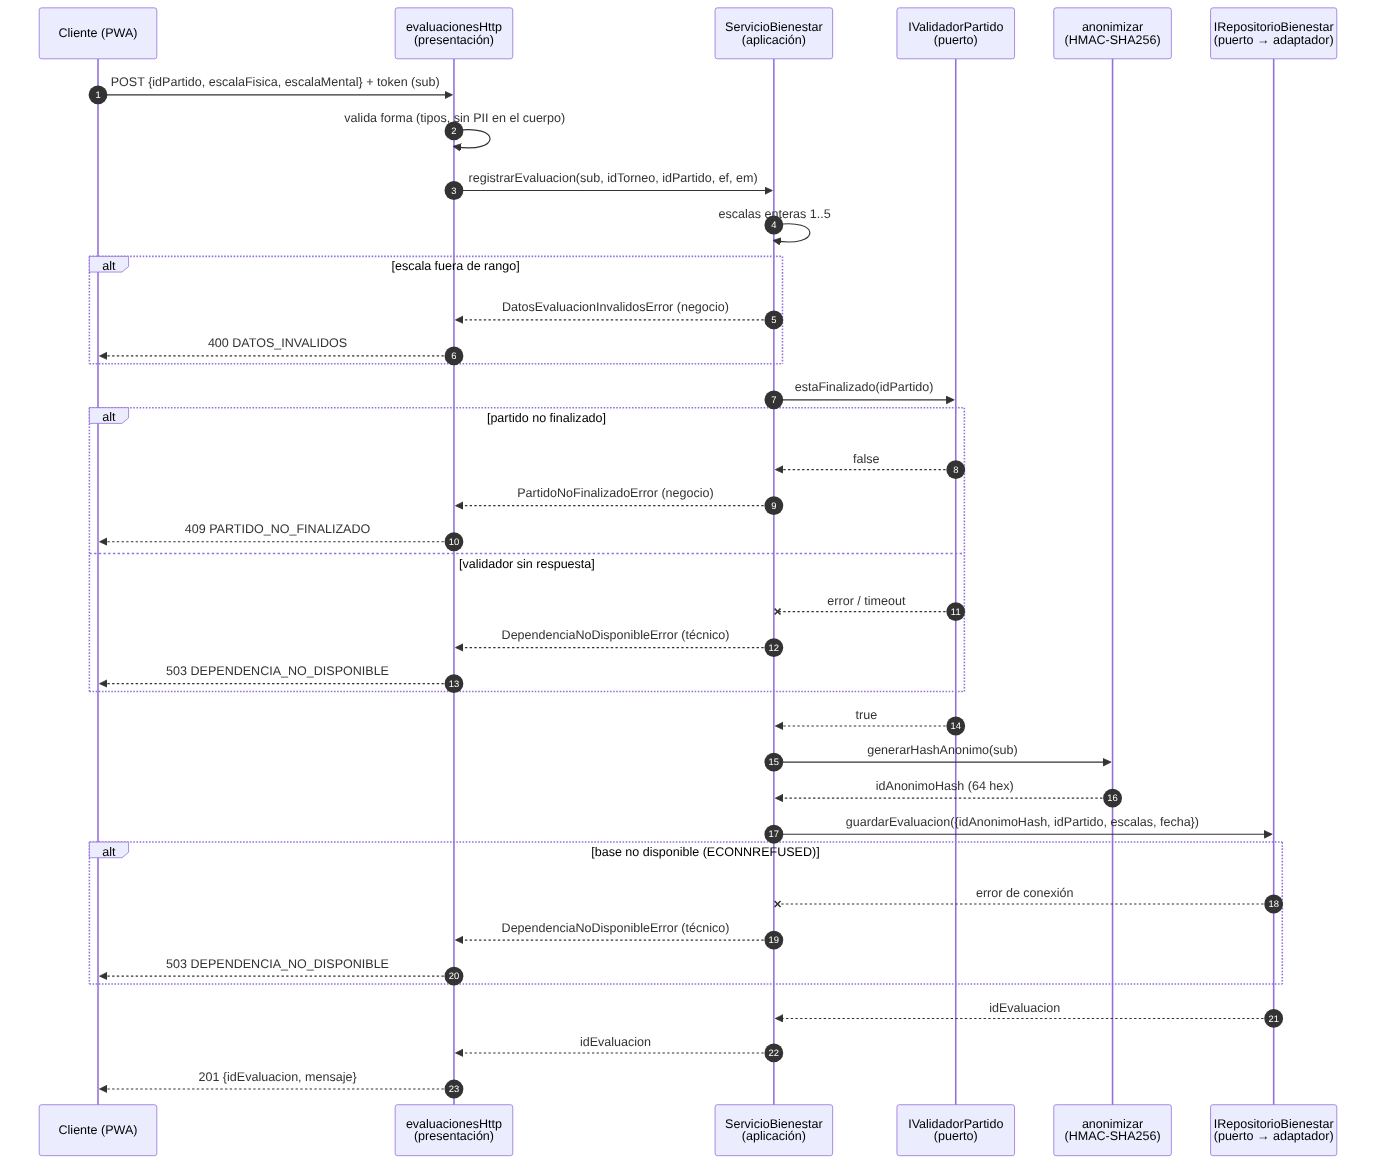 Cliente (PWA)
evaluacionesHttp
(presentación)
ServicioBienestar
(aplicación)
IValidadorPartido
(puerto)
anonimizar
(HMAC-SHA256)
IRepositorioBienestar
(puerto → adaptador)
POST {idPartido, escalaFisica, escalaMental} + token (sub)
1
valida forma (tipos, sin PII en el cuerpo)
2
registrarEvaluacion(sub, idTorneo, idPartido, ef, em)
3
escalas enteras 1..5
4
alt
[escala fuera de rango]
DatosEvaluacionInvalidosError (negocio)
5
400 DATOS_INVALIDOS
6
estaFinalizado(idPartido)
7
alt
[partido no finalizado]
false
8
PartidoNoFinalizadoError (negocio)
9
409 PARTIDO_NO_FINALIZADO
10
[validador sin respuesta]
error / timeout
11
DependenciaNoDisponibleError (técnico)
12
503 DEPENDENCIA_NO_DISPONIBLE
13
true
14
generarHashAnonimo(sub)
15
idAnonimoHash (64 hex)
16
guardarEvaluacion({idAnonimoHash, idPartido, escalas, fecha})
17
alt
[base no disponible (ECONNREFUSED)]
error de conexión
18
DependenciaNoDisponibleError (técnico)
19
503 DEPENDENCIA_NO_DISPONIBLE
20
idEvaluacion
21
idEvaluacion
22
201 {idEvaluacion, mensaje}
23
Cliente (PWA)
evaluacionesHttp
(presentación)
ServicioBienestar
(aplicación)
IValidadorPartido
(puerto)
anonimizar
(HMAC-SHA256)
IRepositorioBienestar
(puerto → adaptador)